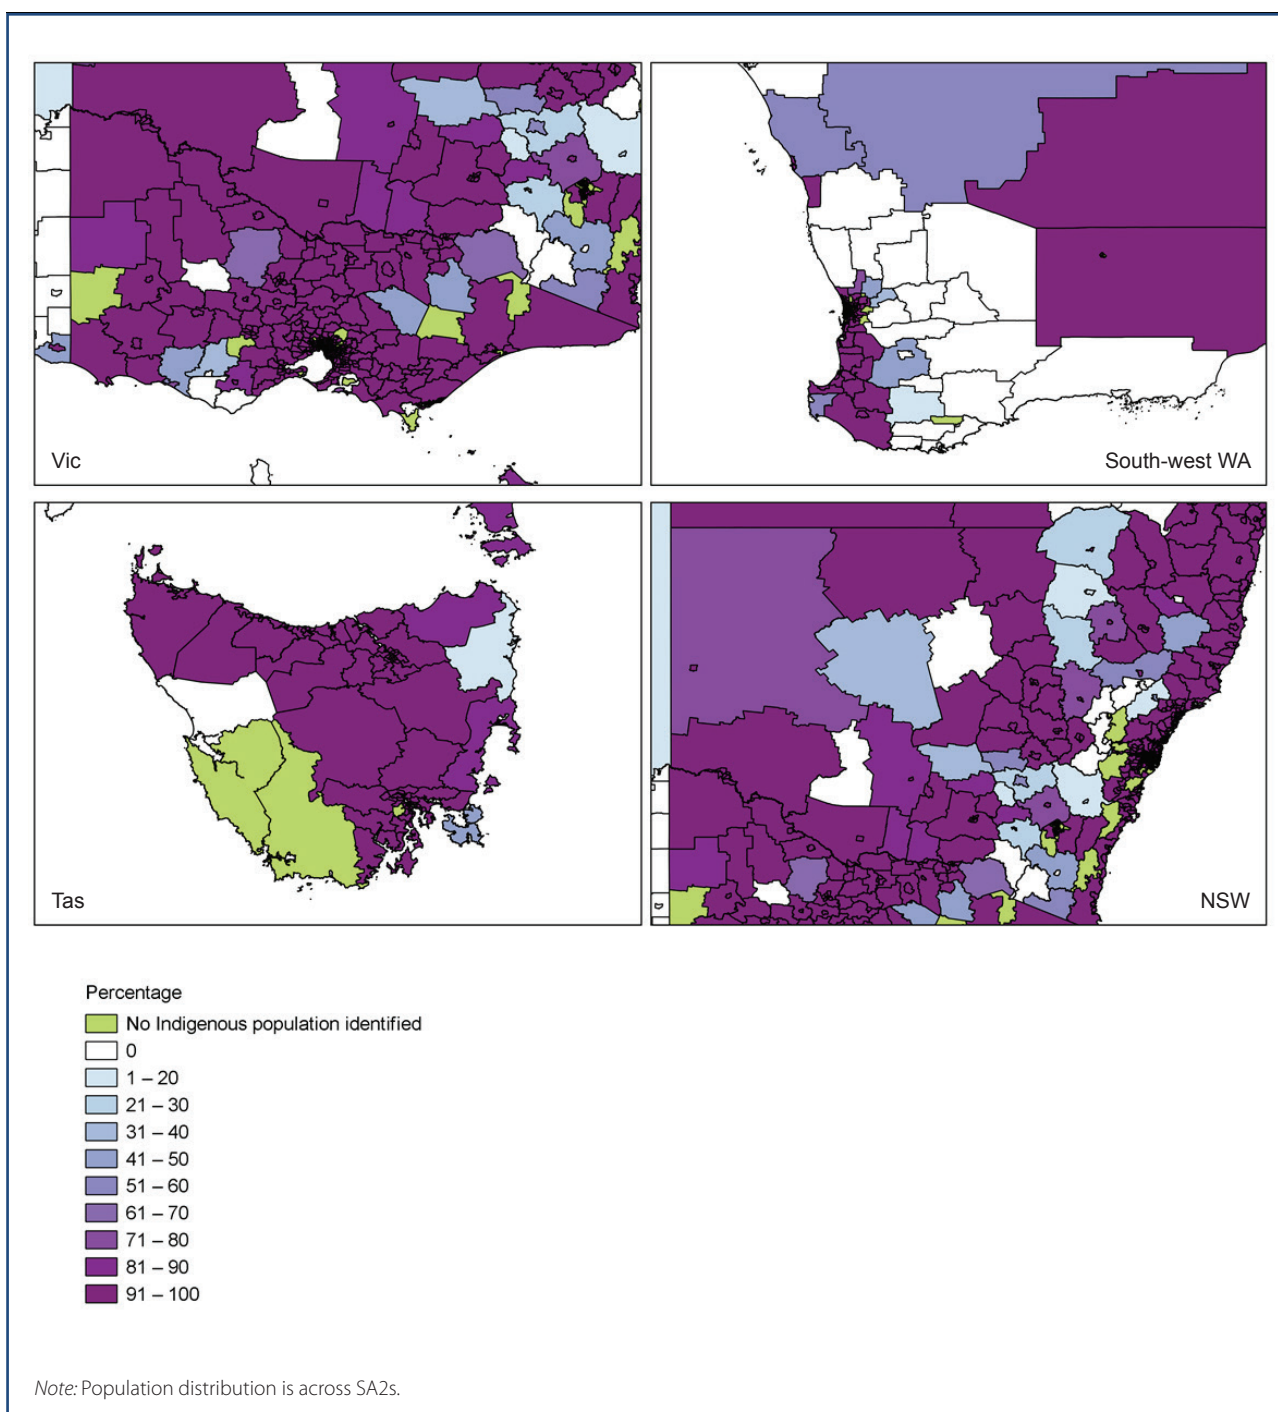 Vic
South-west WA
Tas
NSW
Percentage
No Indigenous population identified
0
1 – 20
21 – 30
31 – 40
41 – 50
51 – 60
61 – 70
71 – 80
81 – 90
91 – 100
Note: Population distribution is across SA2s.